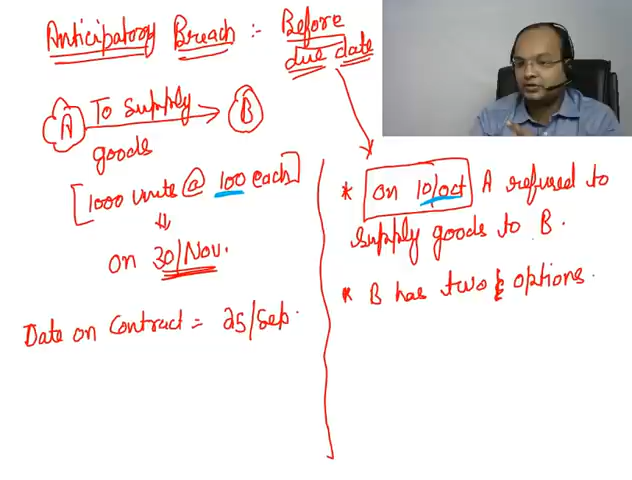 Anticipatory Breach :- Before
due date
A To Supply B
goods
[1000 units @ 100 each]
on 30/Nov.
Date on Contract = 25/Sep.
* on 10/oct A refused to
supply goods to B.
* B has two options.